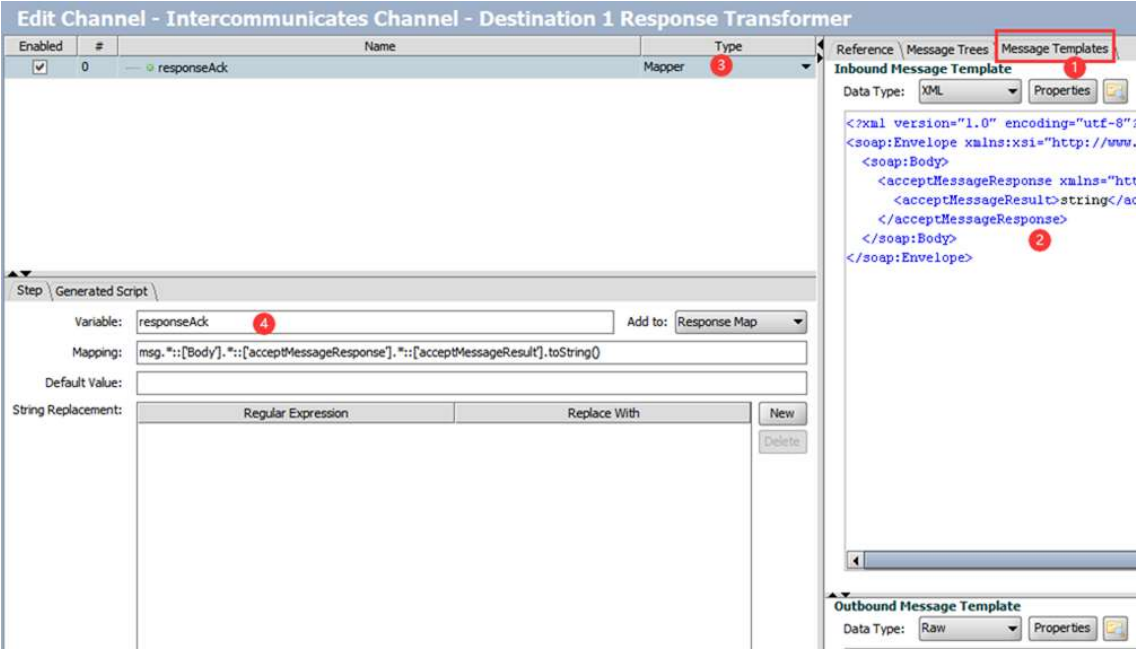 Edit Channel - Intercommunicates Channel - Destination 1 Response Transformer
Enabled # Name Type
0 responseAck Mapper 3
Reference Message Trees Message Templates
1
Inbound Message Template
Data Type: XML Properties
<?xml version="1.0" encoding="utf-8"?
<soap:Envelope xmlns:xsi="http://www.
<soap:Body>
<acceptMessageResponse xmlns="htt
<acceptMessageResult>string</ac
</acceptMessageResponse>
</soap:Body> 2
</soap:Envelope>
Step Generated Script
Variable: responseAck 4 Add to: Response Map
Mapping: msg.*::['Body'].*::['acceptMessageResponse'].*::['acceptMessageResult'].toString()
Default Value:
String Replacement: Regular Expression Replace With New
Delete
Outbound Message Template
Data Type: Raw Properties